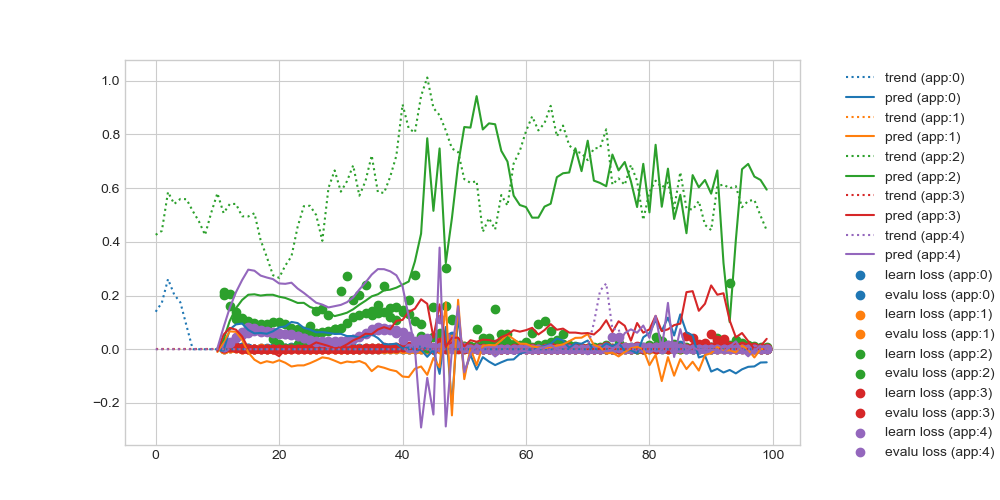 1.0
0.8
0.6
0.4
0.2
0.0
−0.2
0 20 40 60 80 100
trend (app:0)
pred (app:0)
trend (app:1)
pred (app:1)
trend (app:2)
pred (app:2)
trend (app:3)
pred (app:3)
trend (app:4)
pred (app:4)
learn loss (app:0)
evalu loss (app:0)
learn loss (app:1)
evalu loss (app:1)
learn loss (app:2)
evalu loss (app:2)
learn loss (app:3)
evalu loss (app:3)
learn loss (app:4)
evalu loss (app:4)